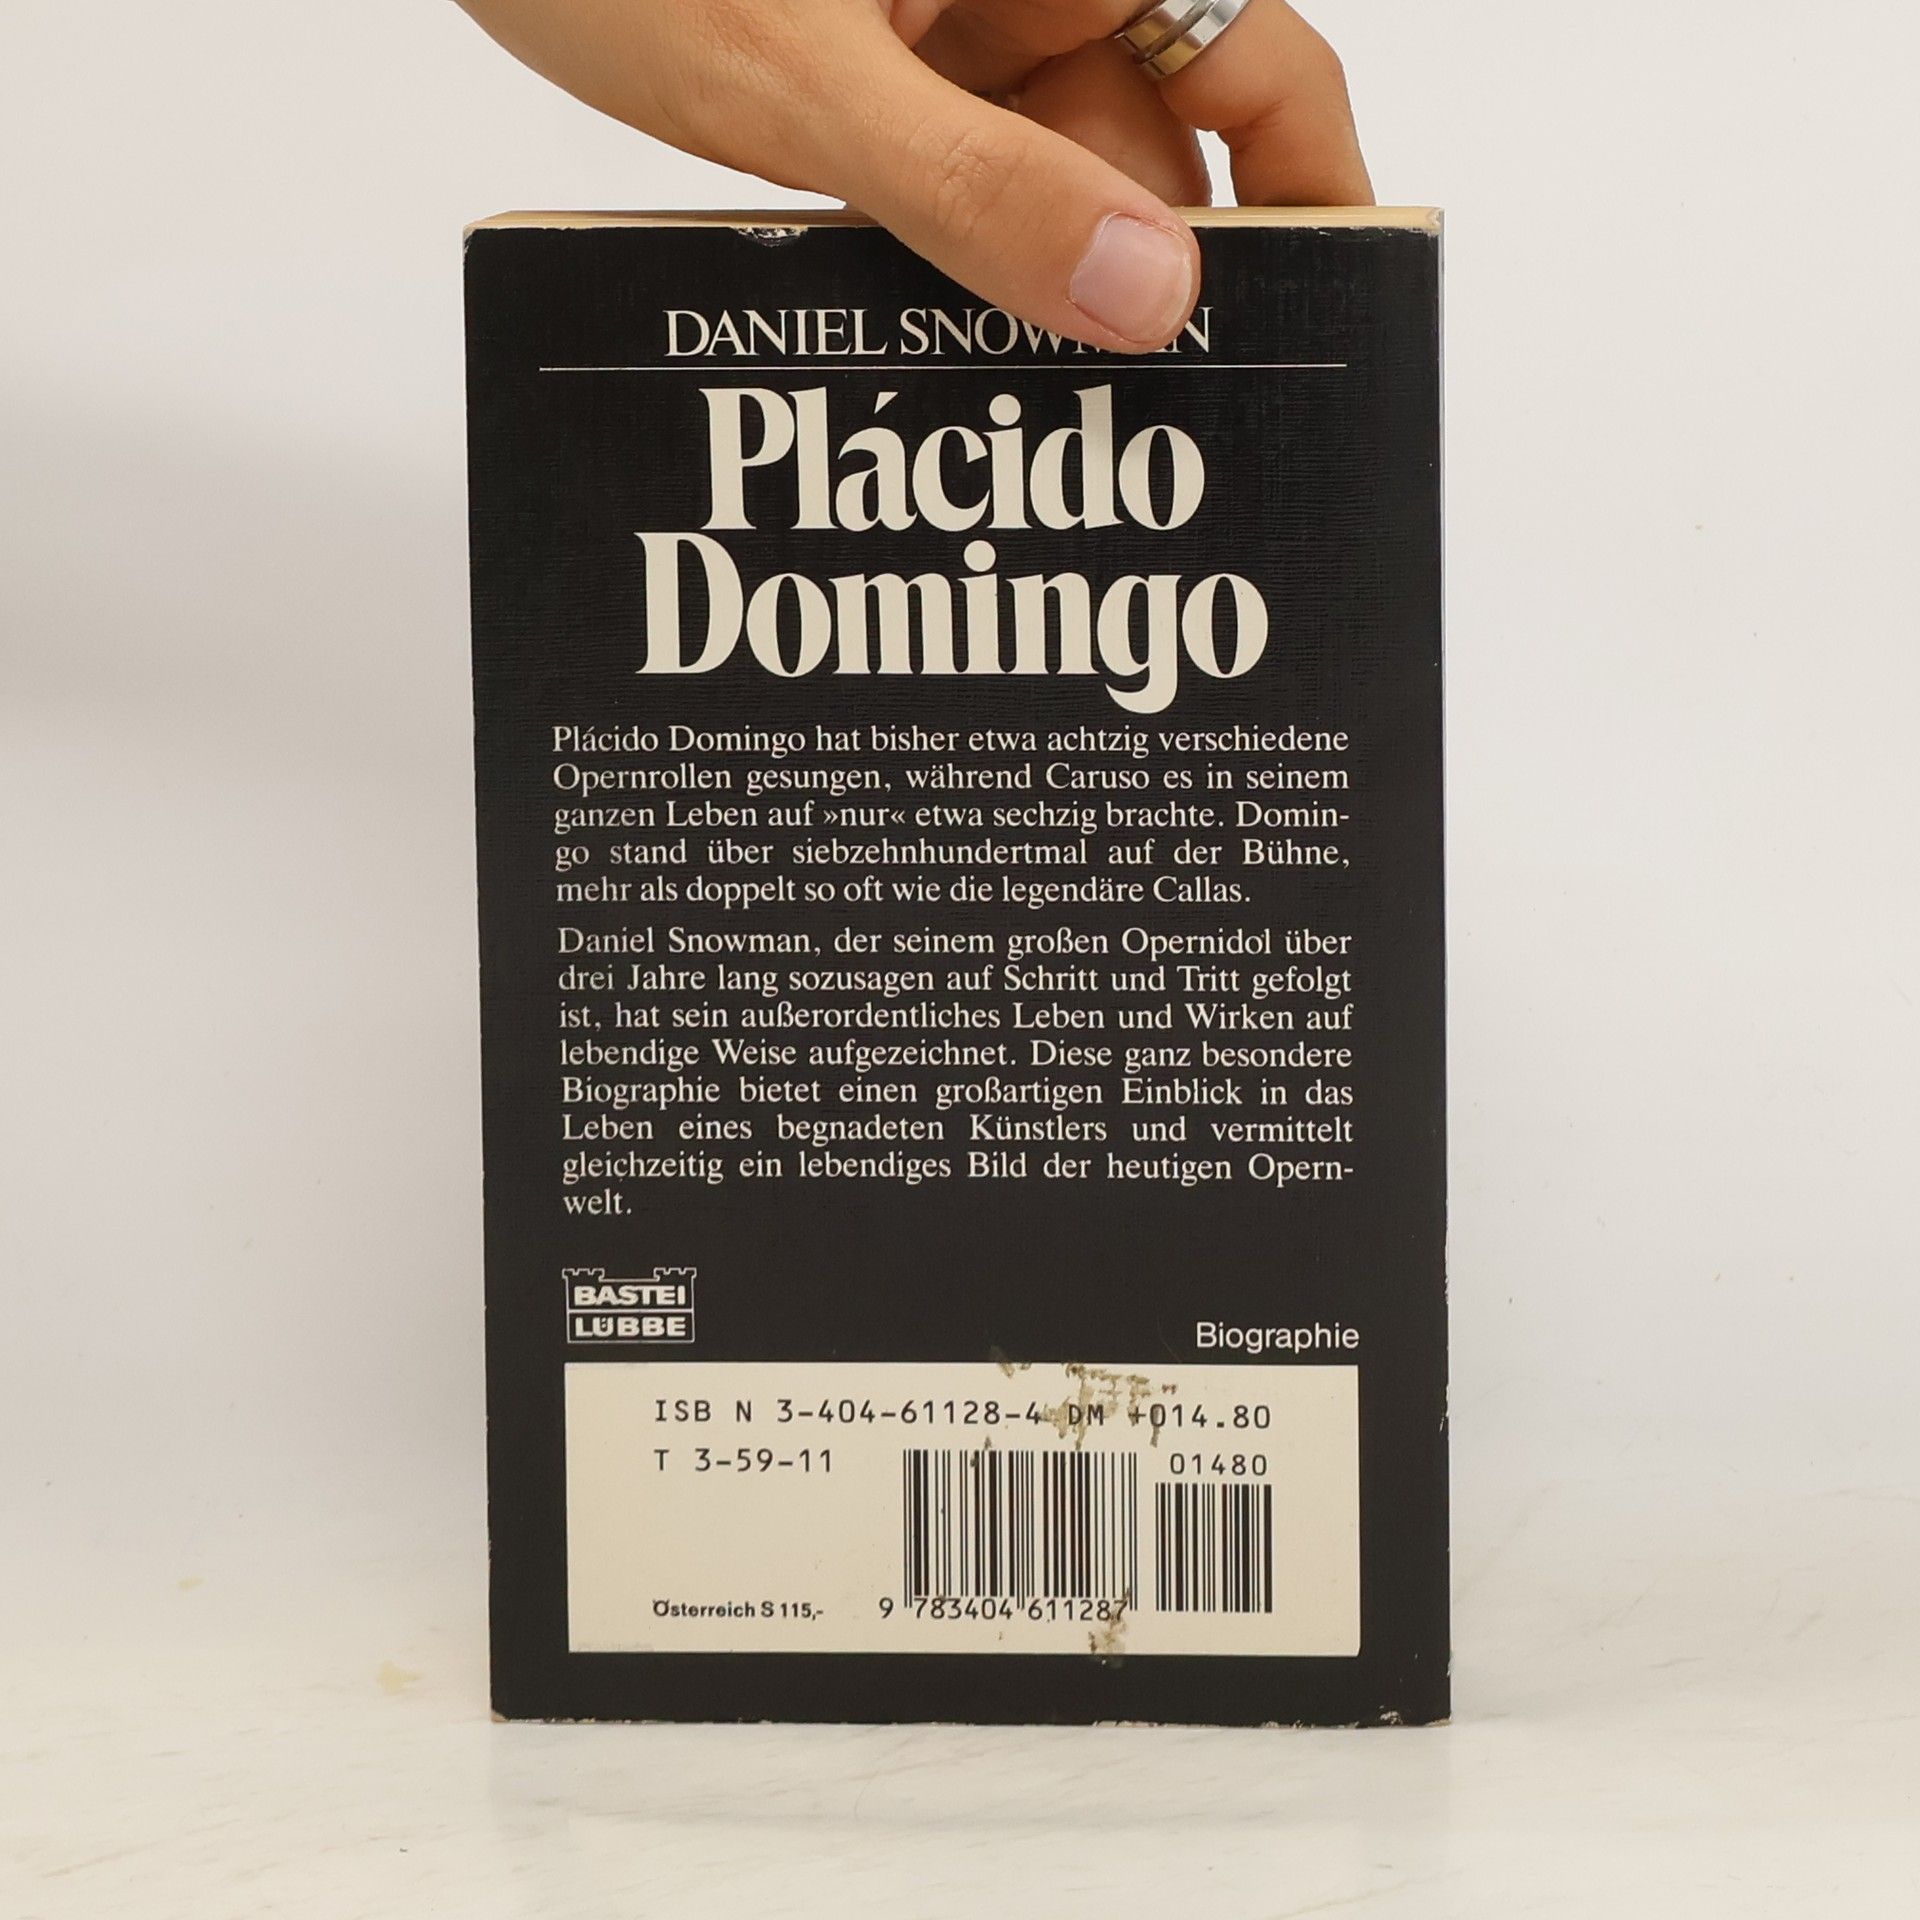 DANIEL SNOWMAN
Plácido
Domingo
Plácido Domingo hat bisher etwa achtzig verschiedene
Opernrollen gesungen, während Caruso es in seinem
ganzen Leben auf »nur« etwa sechzig brachte. Domin-
go stand über siebzehnhundertmal auf der Bühne,
mehr als doppelt so oft wie die legendäre Callas.
Daniel Snowman, der seinem großen Opernidol über
drei Jahre lang sozusagen auf Schritt und Tritt gefolgt
ist, hat sein außerordentliches Leben und Wirken auf
lebendige Weise aufgezeichnet. Diese ganz besondere
Biographie bietet einen großartigen Einblick in das
Leben eines begnadeten Künstlers und vermittelt
gleichzeitig ein lebendiges Bild der heutigen Opern-
welt.
BASTEI
LÜBBE
Biographie
ISB N 3-404-61128-4 DM +014.80
T 3-59-11
01480
Österreich S 115,-
9 783404 611287